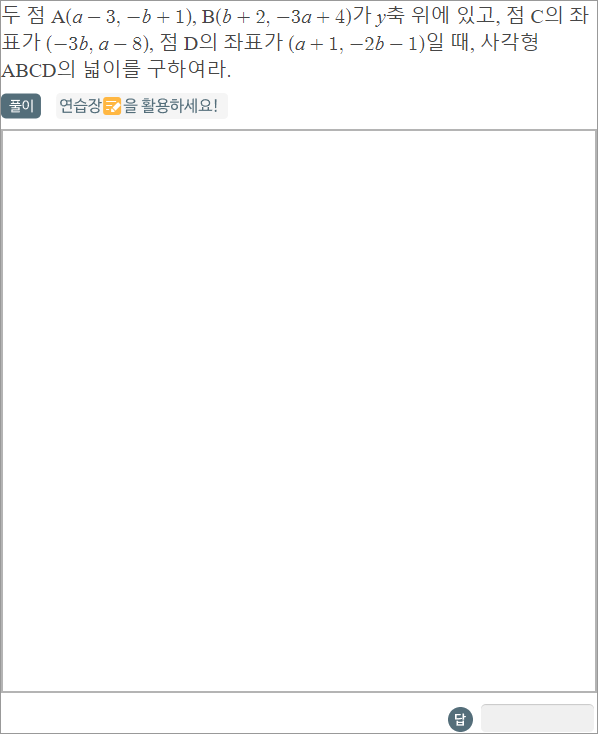 두 점 A(a − 3, −b + 1), B(b + 2, −3a + 4)가 y축 위에 있고, 점 C의 좌
표가 (−3b, a − 8), 점 D의 좌표가 (a + 1, −2b − 1)일 때, 사각형
ABCD의 넓이를 구하여라.
풀이 연습장을 활용하세요!
답